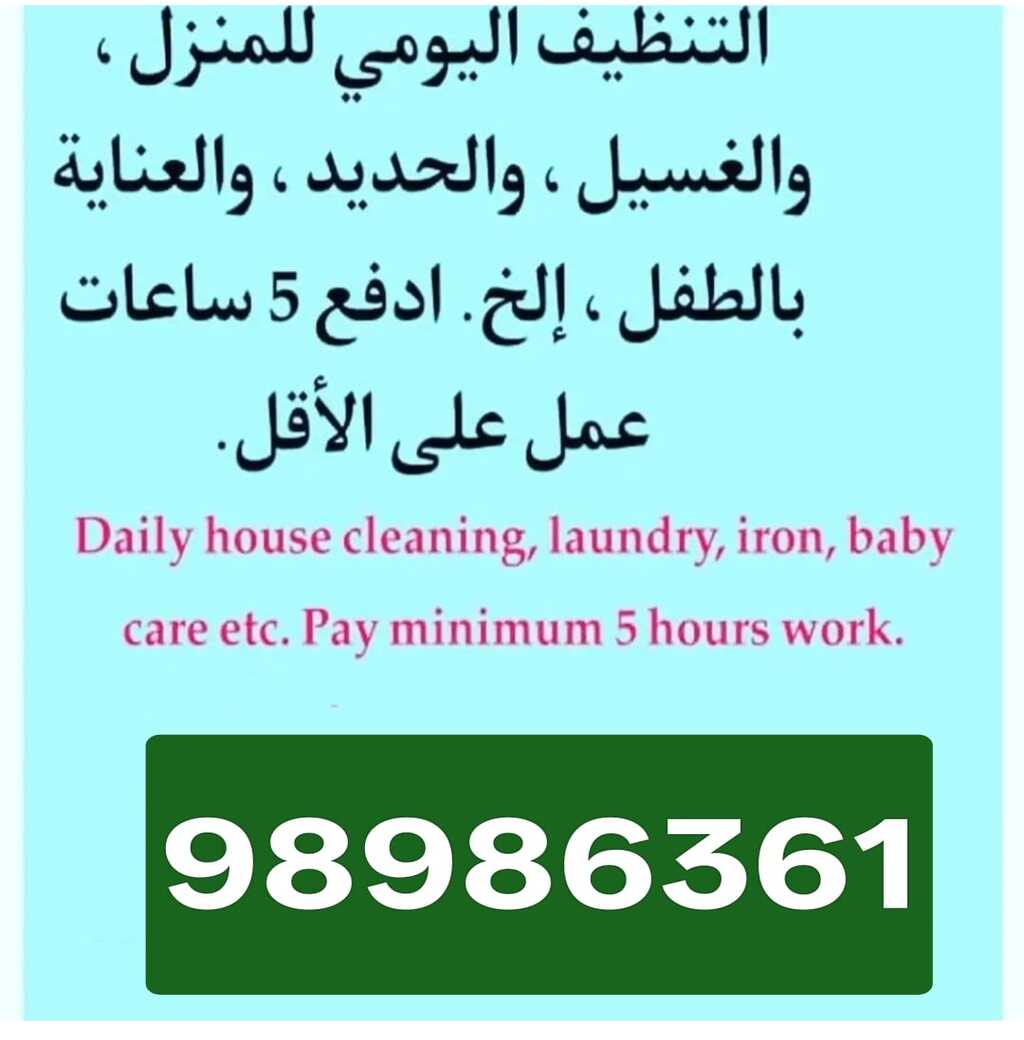 التنظيف اليومي للمنزل ،
والغسيل ، والحديد ، والعناية
بالطفل ، إلخ. ادفع 5 ساعات
عمل على الأقل.
Daily house cleaning, laundry, iron, baby
care etc. Pay minimum 5 hours work.
98986361